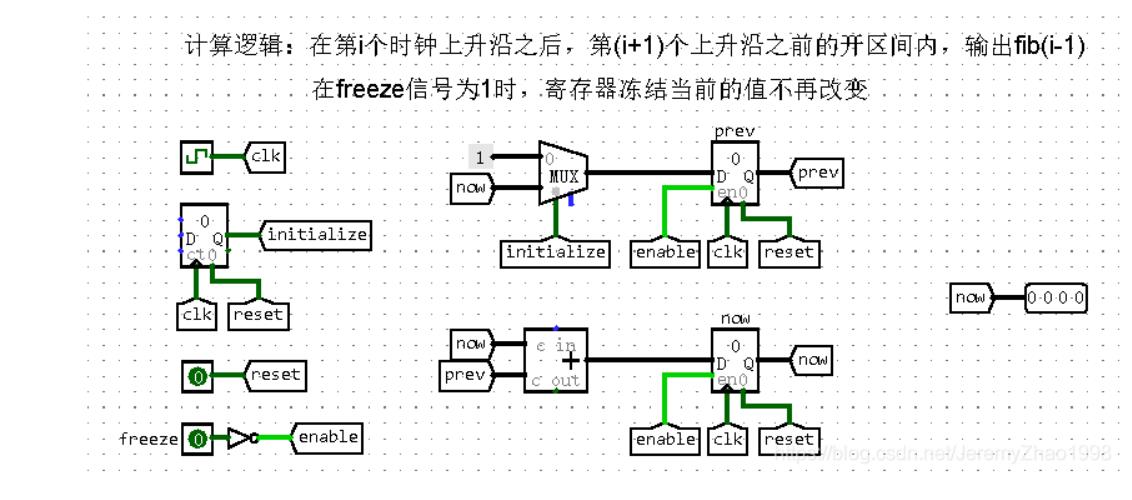 计算逻辑：在第i个时钟上升沿之后，第(i+1)个上升沿之前的开区间内，输出fib(i-1)
在freeze信号为1时，寄存器冻结当前的值不再改变
prev
clk
1
0
MUX
now
0
D Q
en0
prev
0
D Q
ct0
initialize
initialize
enable
clk
reset
clk
reset
now
0000
now
now
c in
+
c out
prev
0
D Q
en0
now
0
reset
freeze
0
enable
enable
clk
reset
https://blog.csdn.net/JeremyZhao1998